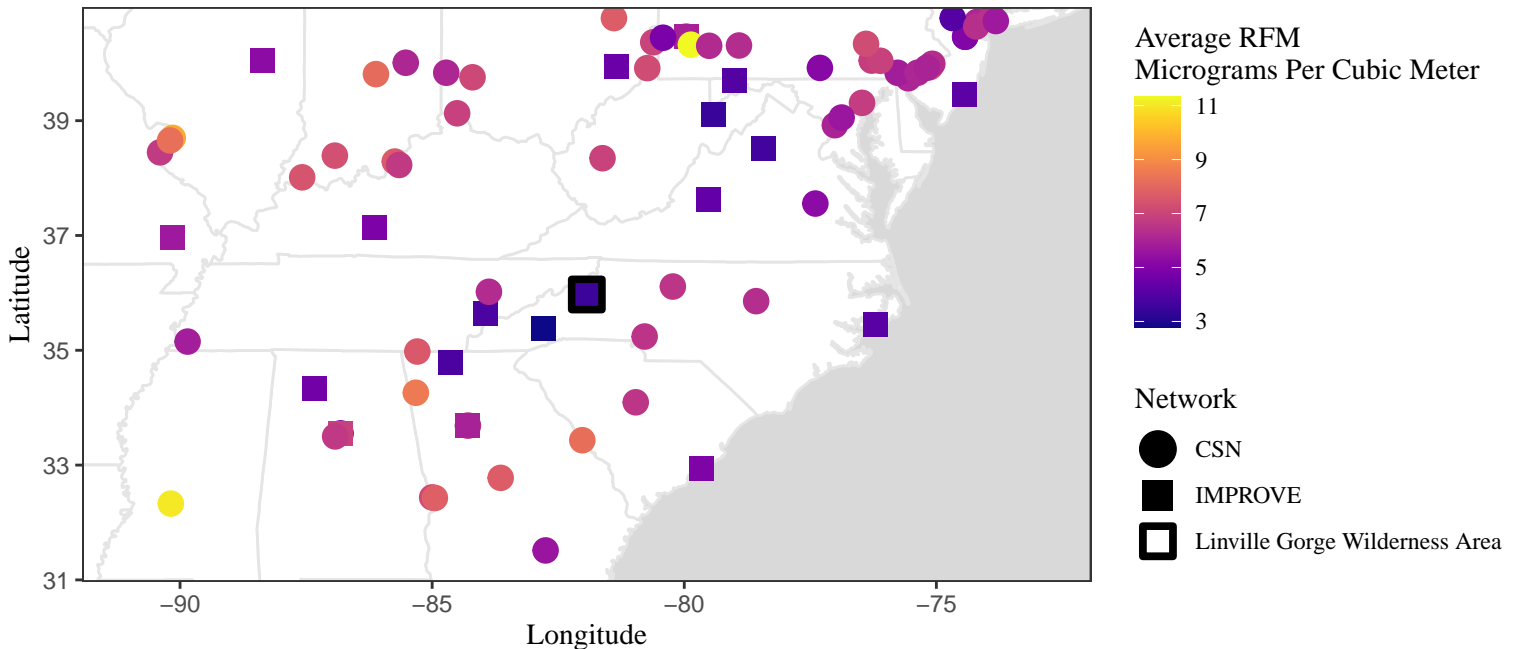 Average RFM
Micrograms Per Cubic Meter
11
9
7
5
3
Network
CSN
IMPROVE
Linville Gorge Wilderness Area
Latitude
39
37
35
33
31
−90
−85
−80
−75
Longitude